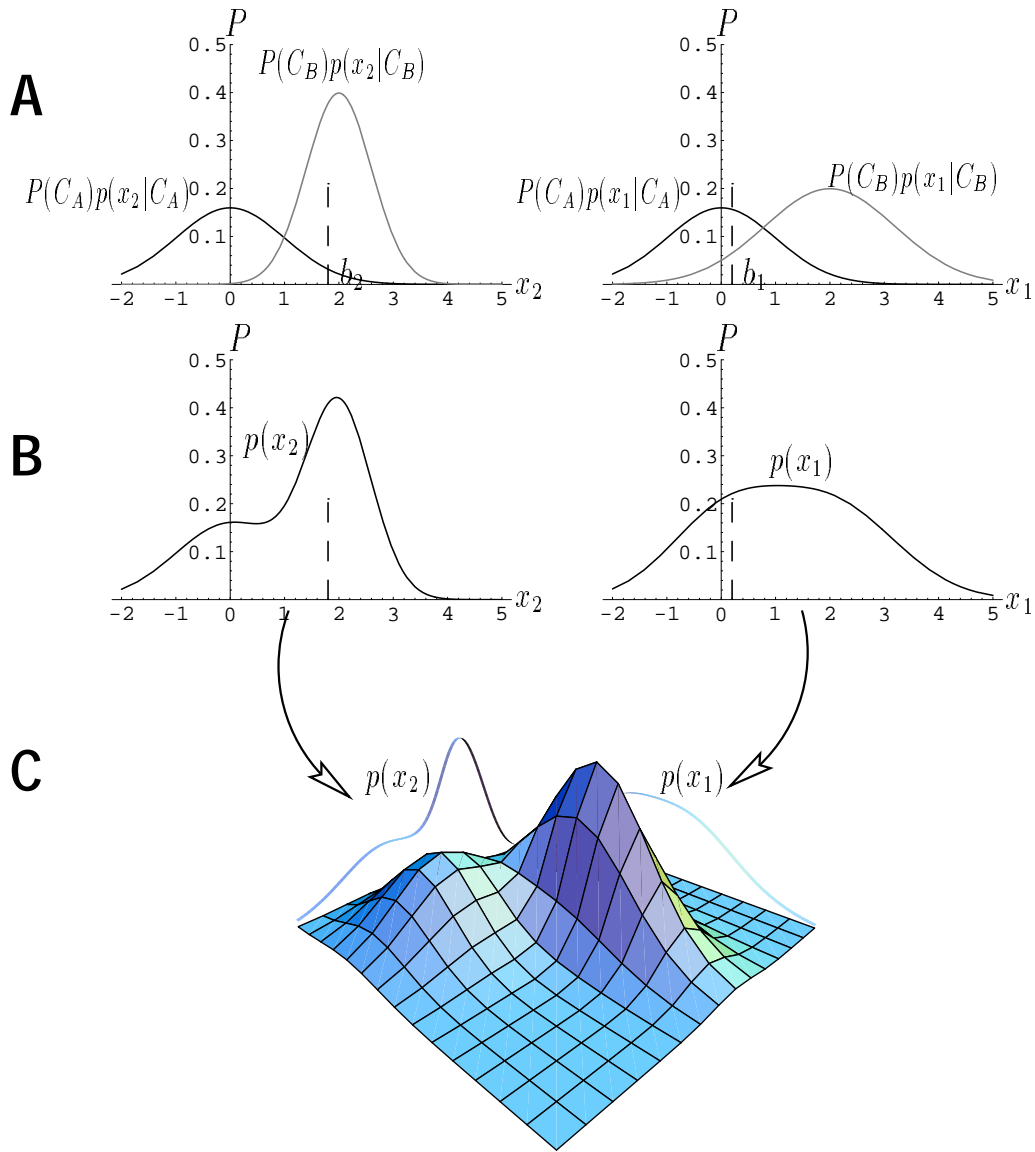 A
P
0.5
0.4
0.3
0.2
0.1
P(C_B)p(x_2|C_B)
P(C_A)p(x_2|C_A)
b_2
-2 -1 0 1 2 3 4 5 x_2
P
0.5
0.4
0.3
0.2
0.1
P(C_A)p(x_1|C_A)
P(C_B)p(x_1|C_B)
b_1
-2 -1 0 1 2 3 4 5 x_1
B
P
0.5
0.4
0.3
0.2
0.1
p(x_2)
-2 -1 0 1 2 3 4 5 x_2
P
0.5
0.4
0.3
0.2
0.1
p(x_1)
-2 -1 0 1 2 3 4 5 x_1
C
p(x_2)
p(x_1)